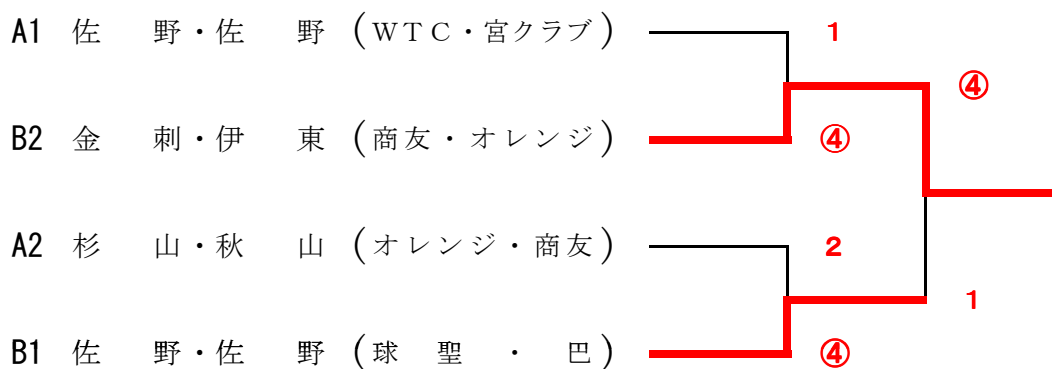 A1 佐 野・佐 野 (WTC・宮クラブ) 1
④
B2 金 刺・伊 東 (商友・オレンジ) ④
A2 杉 山・秋 山 (オレンジ・商友) 2
1
B1 佐 野・佐 野 (球 聖 ・ 巴) ④